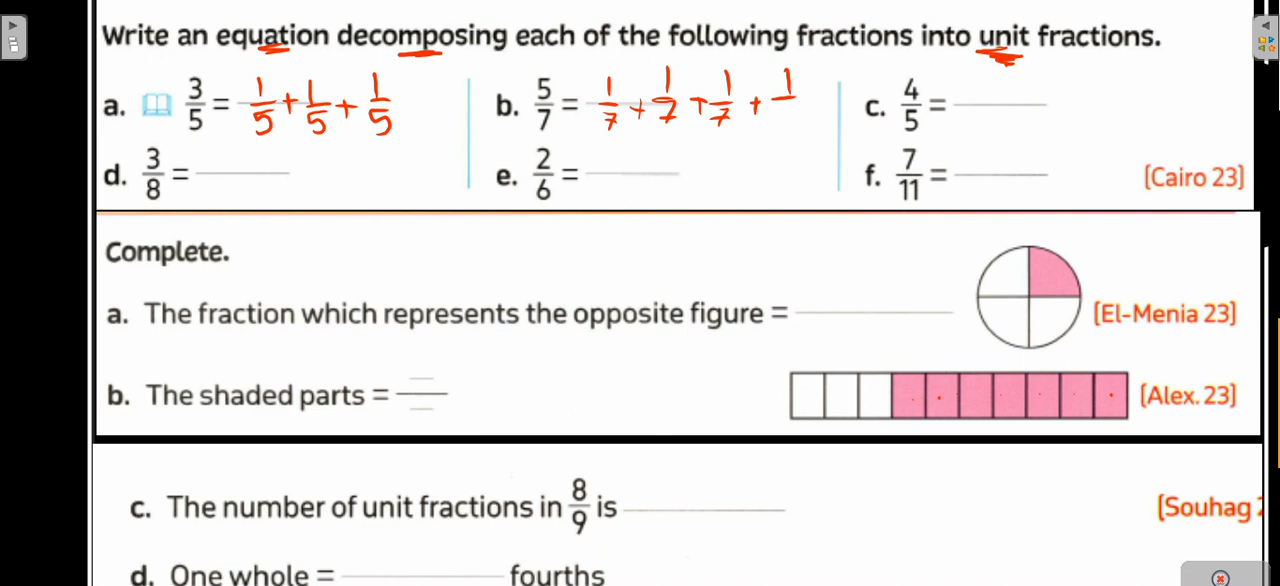 Write an equation decomposing each of the following fractions into unit fractions.
a. 3/5 = 1/5 + 1/5 + 1/5 b. 5/7 = 1/7 + 1/7 + 1/7 + 1 c. 4/5 =
d. 3/8 = e. 2/6 = f. 7/11 = [Cairo 23]
Complete.
a. The fraction which represents the opposite figure = [El-Menia 23]
b. The shaded parts = [Alex. 23]
c. The number of unit fractions in 8/9 is [Souhag 2
d. One whole = fourths